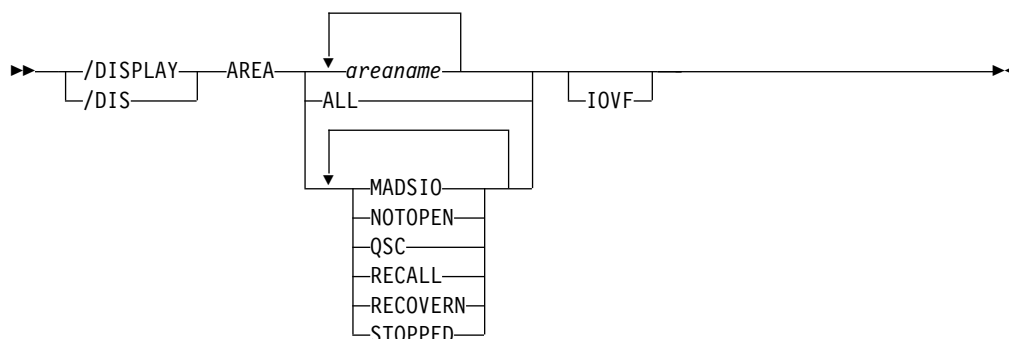 /DISPLAY AREA areaname
/DIS ALL IOVF
MADSIO
NOTOPEN
QSC
RECALL
RECOVERN
STOPPED